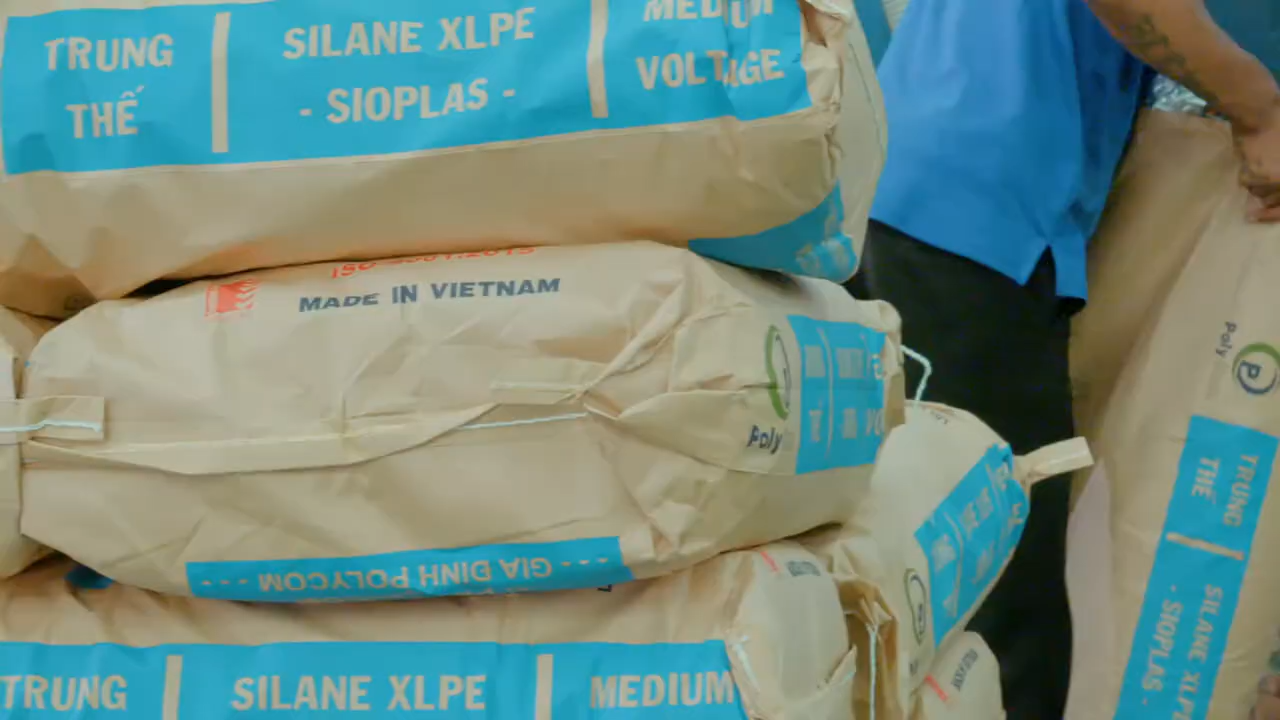 TRUNG
THẾ
SILANE XLPE
- SIOPLAS -
MEDIUM
VOLTAGE
MADE IN VIETNAM
Poly
- - - GIA ĐÌNH POLYCOM - - -
TRUNG
SILANE XLPE
MEDIUM
Poly
TRUNG
THẾ
SILANE XLPE
- SIOPLAS -